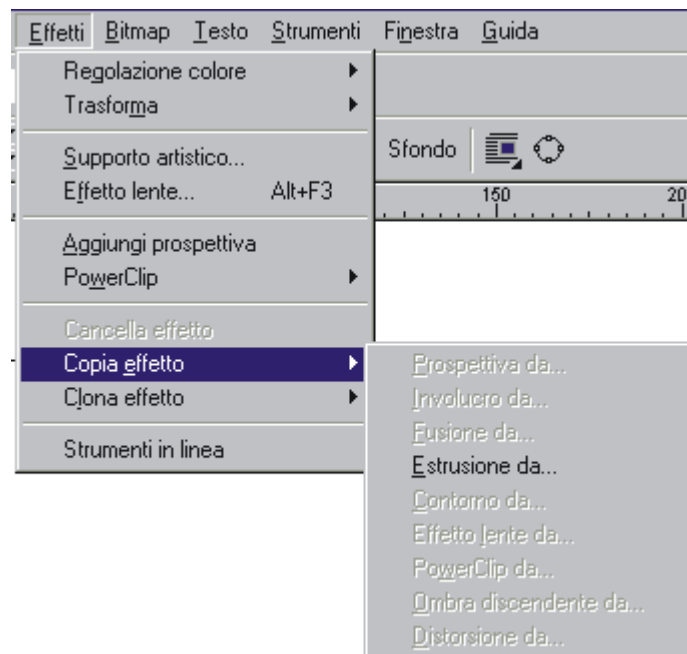 Effetti Bitmap Testo Strumenti Finestra Guida
Regolazione colore
Trasforma
Supporto artistico...
Effetto lente... Alt+F3
Aggiungi prospettiva
PowerClip
Cancella effetto
Copia effetto
Clona effetto
Strumenti in linea
Sfondo
150 20
Prospettiva da...
Involucro da...
Fusione da...
Estrusione da...
Contorno da...
Effetto lente da...
PowerClip da...
Ombra discendente da...
Distorsione da...